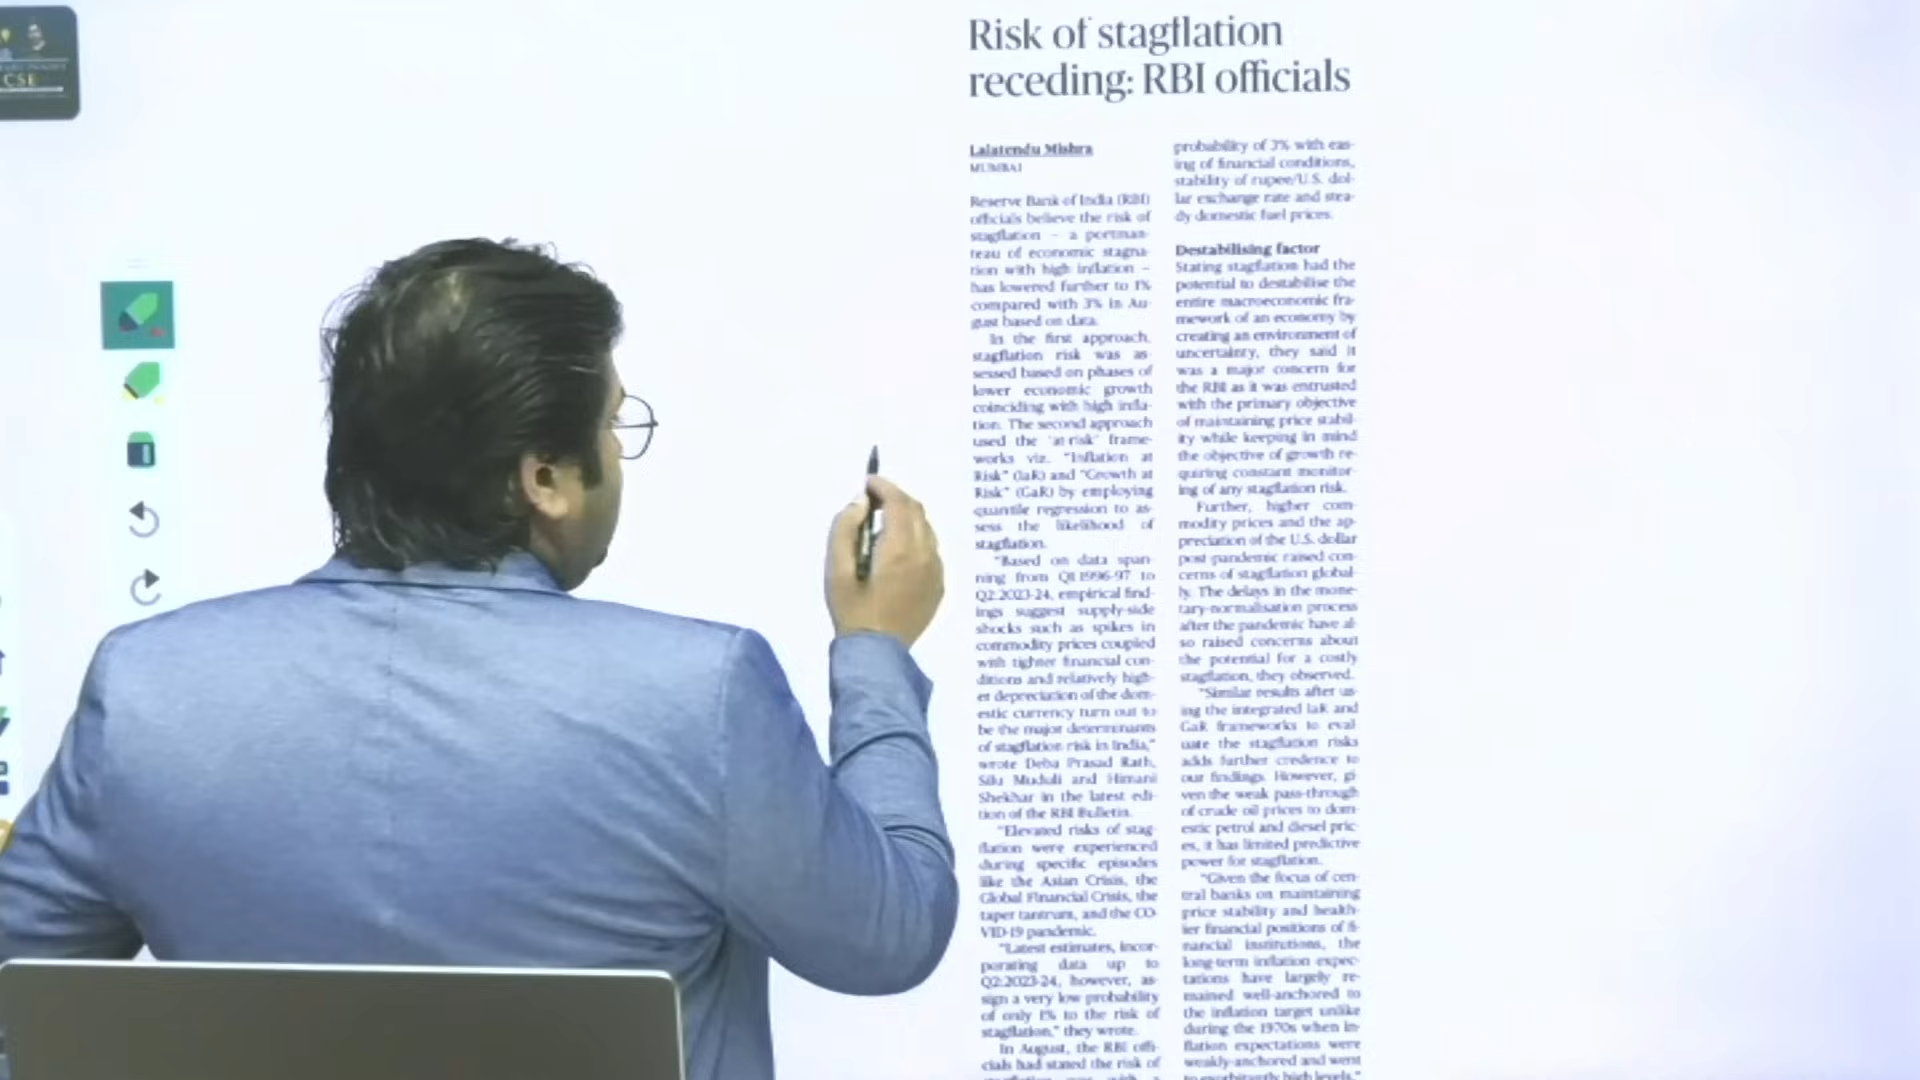 CSE
Risk of stagflation
receding: RBI officials
Lalatendu Mishra
MUMBAI
Reserve Bank of India (RBI)
officials believe the risk of
stagflation – a portman-
teau of economic stagna-
tion with high inflation –
has lowered further to 1%
compared with 3% in Au-
gust based on data.
In the first approach,
stagflation risk was as-
sessed based on phases of
lower economic growth
coinciding with high infla-
tion. The second approach
used the 'at-risk' frame-
works viz. "Inflation at
Risk" (IaR) and "Growth at
Risk" (GaR) by employing
quantile regression to as-
sess the likelihood of
stagflation.
"Based on data span-
ning from Q1:1996-97 to
Q2:2023-24, empirical find-
ings suggest supply-side
shocks such as spikes in
commodity prices coupled
with tighter financial con-
ditions and relatively high-
er depreciation of the dom-
estic currency turn out to
be the major determinants
of stagflation risk in India,"
wrote Deba Prasad Rath,
Silu Muduli and Himani
Shekhar in the latest edi-
tion of the RBI Bulletin.
"Elevated risks of stag-
flation were experienced
during specific episodes
like the Asian Crisis, the
Global Financial Crisis, the
taper tantrum, and the CO-
VID-19 pandemic.
"Latest estimates, incor-
porating data up to
Q2:2023-24, however, as-
sign a very low probability
of only 1% to the risk of
stagflation," they wrote.
In August, the RBI offi-
cials had stated the risk of
probability of 3% with eas-
ing of financial conditions,
stability of rupee/U.S. dol-
lar exchange rate and stea-
dy domestic fuel prices.
Destabilising factor
Stating stagflation had the
potential to destabilise the
entire macroeconomic fra-
mework of an economy by
creating an environment of
uncertainty, they said it
was a major concern for
the RBI as it was entrusted
with the primary objective
of maintaining price stabil-
ity while keeping in mind
the objective of growth re-
quiring constant monitor-
ing of any stagflation risk.
Further, higher com-
modity prices and the ap-
preciation of the U.S. dollar
post-pandemic raised con-
cerns of stagflation global-
ly. The delays in the mone-
tary-normalisation process
after the pandemic have al-
so raised concerns about
the potential for a costly
stagflation, they observed.
"Similar results after us-
ing the integrated IaR and
GaR frameworks to eval-
uate the stagflation risks
adds further credence to
our findings. However, gi-
ven the weak pass-through
of crude oil prices to dom-
estic petrol and diesel pric-
es, it has limited predictive
power for stagflation.
"Given the focus of cen-
tral banks on maintaining
price stability and health-
ier financial positions of fi-
nancial institutions, the
long-term inflation expec-
tations have largely re-
mained well-anchored to
the inflation target unlike
during the 1970s when in-
flation expectations were
weakly-anchored and went
to exorbitantly high levels,"